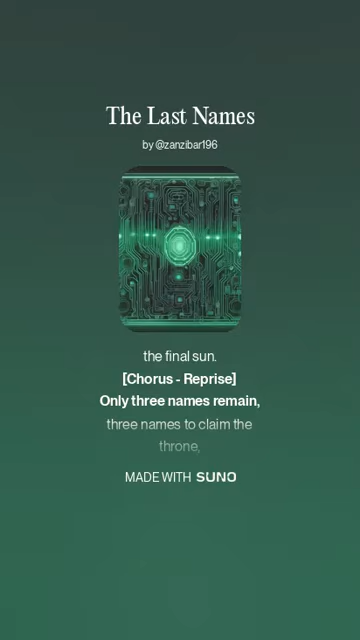 The Last Names
by @zanzibar196
the final sun.
[Chorus - Reprise]
Only three names remain,
three names to claim the
throne,
MADE WITH SUNO